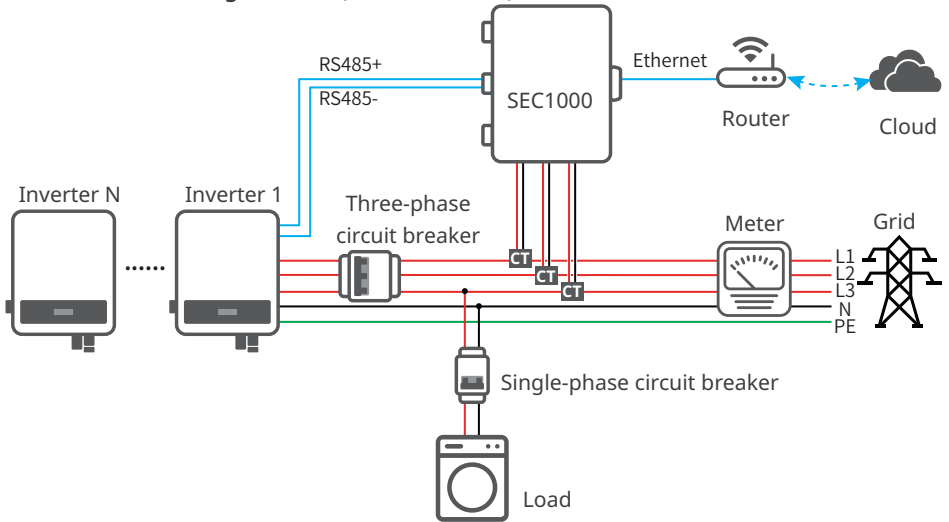 RS485+
RS485-
SEC1000
Ethernet
Router
Cloud
Inverter N
Inverter 1
Three-phase
circuit breaker
Meter
Grid
CT
CT
CT
L1
L2
L3
N
PE
Single-phase circuit breaker
Load